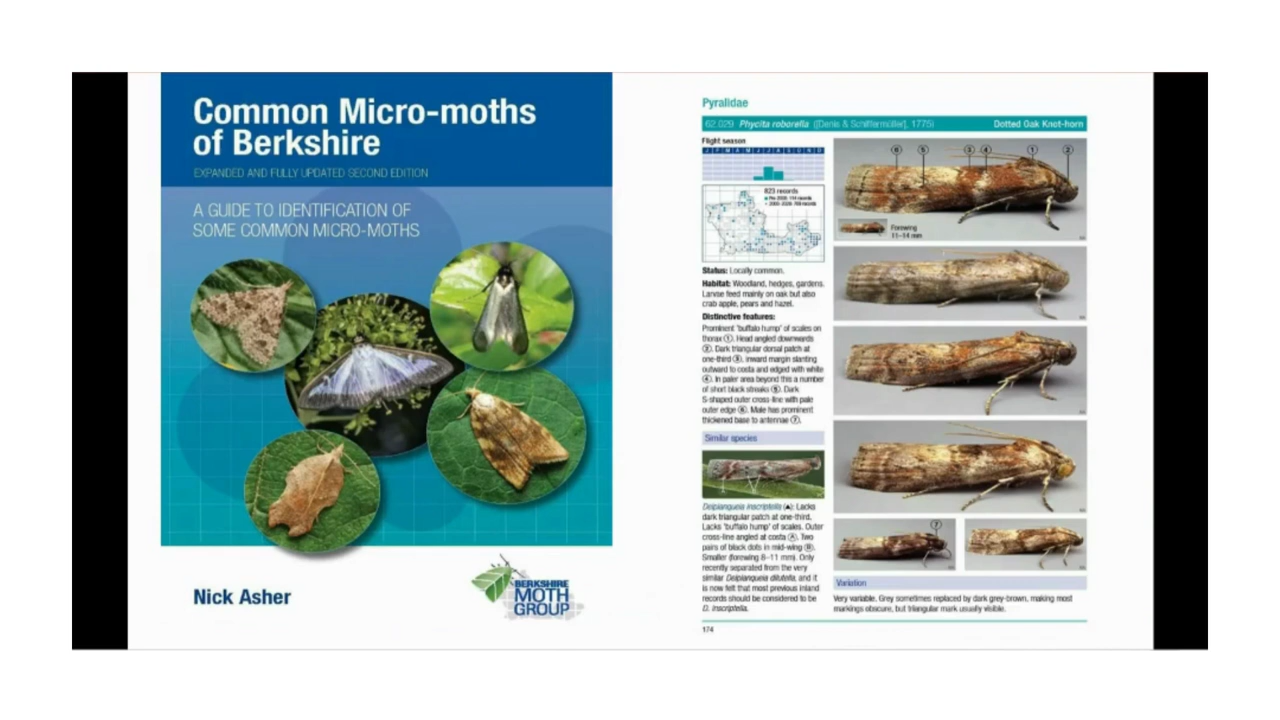 Common Micro-moths
of Berkshire
EXPANDED AND FULLY UPDATED SECOND EDITION
A GUIDE TO IDENTIFICATION OF
SOME COMMON MICRO-MOTHS
Nick Asher
BERKSHIRE
MOTH
GROUP
Pyralidae
62.029 Phycita roborella ([Denis & Schiffermüller], 1775) Dotted Oak Knot-horn
Flight season
J F M A M J J A S O N D
R23 records
Status: Locally common.
Habitat: Woodland, hedges, gardens.
Larvae feed mainly on oak but also
crab apple, pears and hazel.
Distinctive features:
Prominent 'buffalo hump' of scales on
thorax ①. Head angled downwards
②. Dark triangular dorsal patch at
one-third ③, inward margin slanting
outward to costa and edged with white
④. In paler area beyond this a number
of short black streaks ⑤. Dark
S-shaped outer cross-line with pale
outer edge ⑥. Male has prominent
thickened base to antennae ⑦.
Similar species
Delplanqueia inscriptella (▲): Lacks
dark triangular patch at one-third.
Lacks 'buffalo hump' of scales. Outer
cross-line angled at costa Ⓐ. Two
pairs of black dots in mid-wing Ⓑ.
Smaller (forewing 8–11 mm). Only
recently separated from the very
similar Delplanqueia dilutella, and it
is now felt that most previous inland
records should be considered to be
D. inscriptella.
174
⑥ ⑤ ③ ④ ① ②
Forewing
11–14 mm
⑦
Variation
Very variable. Grey sometimes replaced by dark grey-brown, making most
markings obscure, but triangular mark usually visible.